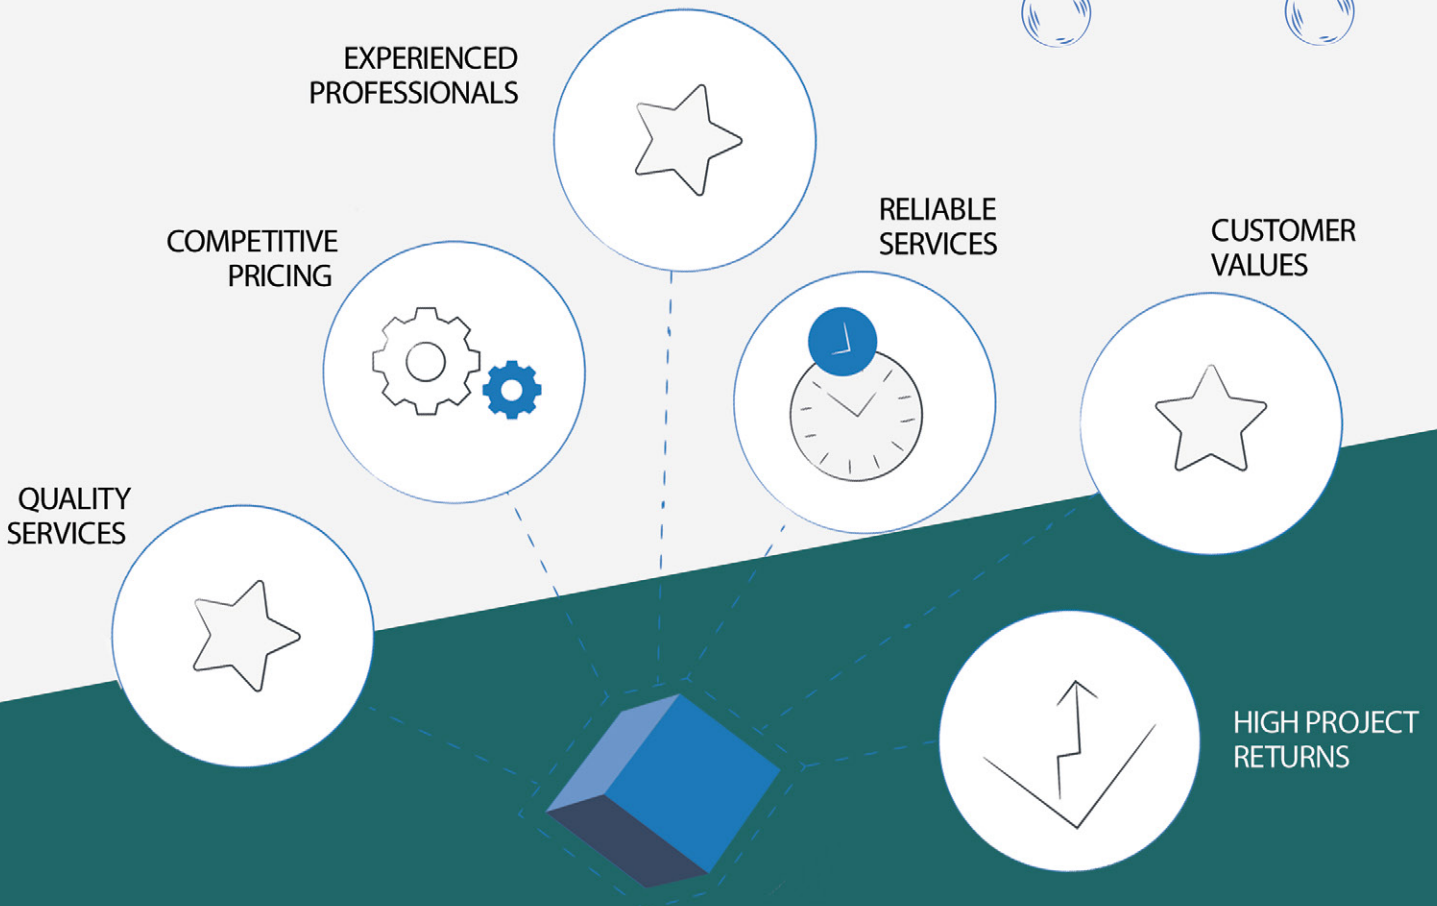 EXPERIENCED
PROFESSIONALS
COMPETITIVE
PRICING
RELIABLE
SERVICES
CUSTOMER
VALUES
QUALITY
SERVICES
HIGH PROJECT
RETURNS